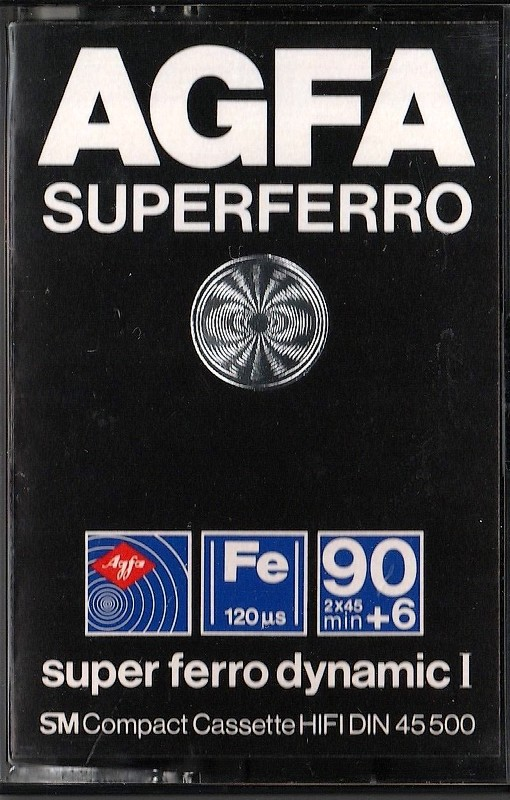 AGFA
SUPERFERRO
Agfa
Fe
120 µs
90
2x45
min +6
super ferro dynamic I
SM Compact Cassette HIFI DIN 45 500